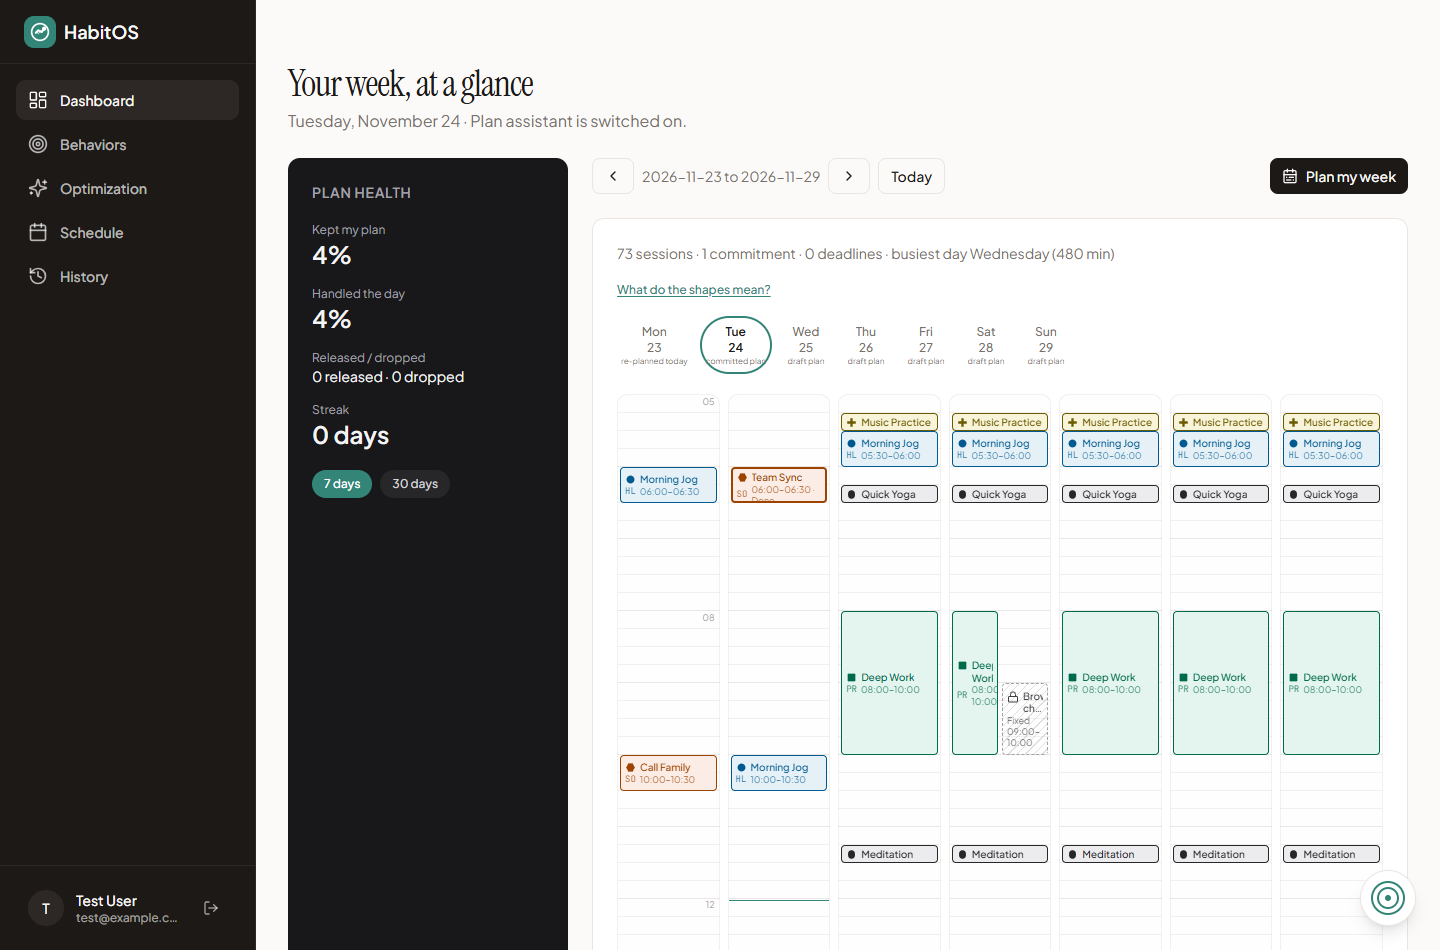 HabitOS
Dashboard
Behaviors
Optimization
Schedule
History
Test User
T
test@example.c...
Your week, at a glance
Tuesday, November 24 · Plan assistant is switched on.
PLAN HEALTH
Kept my plan
4%
Handled the day
4%
Released / dropped
0 released · 0 dropped
Streak
0 days
7 days
30 days
2026-11-23 to 2026-11-29
Today
Plan my week
73 sessions · 1 commitment · 0 deadlines · busiest day Wednesday (480 min)
What do the shapes mean?
Mon
23
re-planned today
Tue
24
committed plan
Wed
25
draft plan
Thu
26
draft plan
Fri
27
draft plan
Sat
28
draft plan
Sun
29
draft plan
05
08
12
Morning Jog
HL 06:00–06:30
Call Family
SO 10:00–10:30
Team Sync
SO 06:00–06:30 ·
Morning Jog
HL 10:00–10:30
Music Practice
Morning Jog
HL 05:30–06:00
Quick Yoga
Deep Work
PR 08:00–10:00
Meditation
Music Practice
Morning Jog
HL 05:30–06:00
Quick Yoga
PR
10:00
Fixed
09:00–
10:00
Meditation
Music Practice
Morning Jog
HL 05:30–06:00
Quick Yoga
Deep Work
PR 08:00–10:00
Meditation
Music Practice
Morning Jog
HL 05:30–06:00
Quick Yoga
Deep Work
PR 08:00–10:00
Meditation
Music Practice
Morning Jog
HL 05:30–06:00
Quick Yoga
Deep Work
PR 08:00–10:00
Meditation